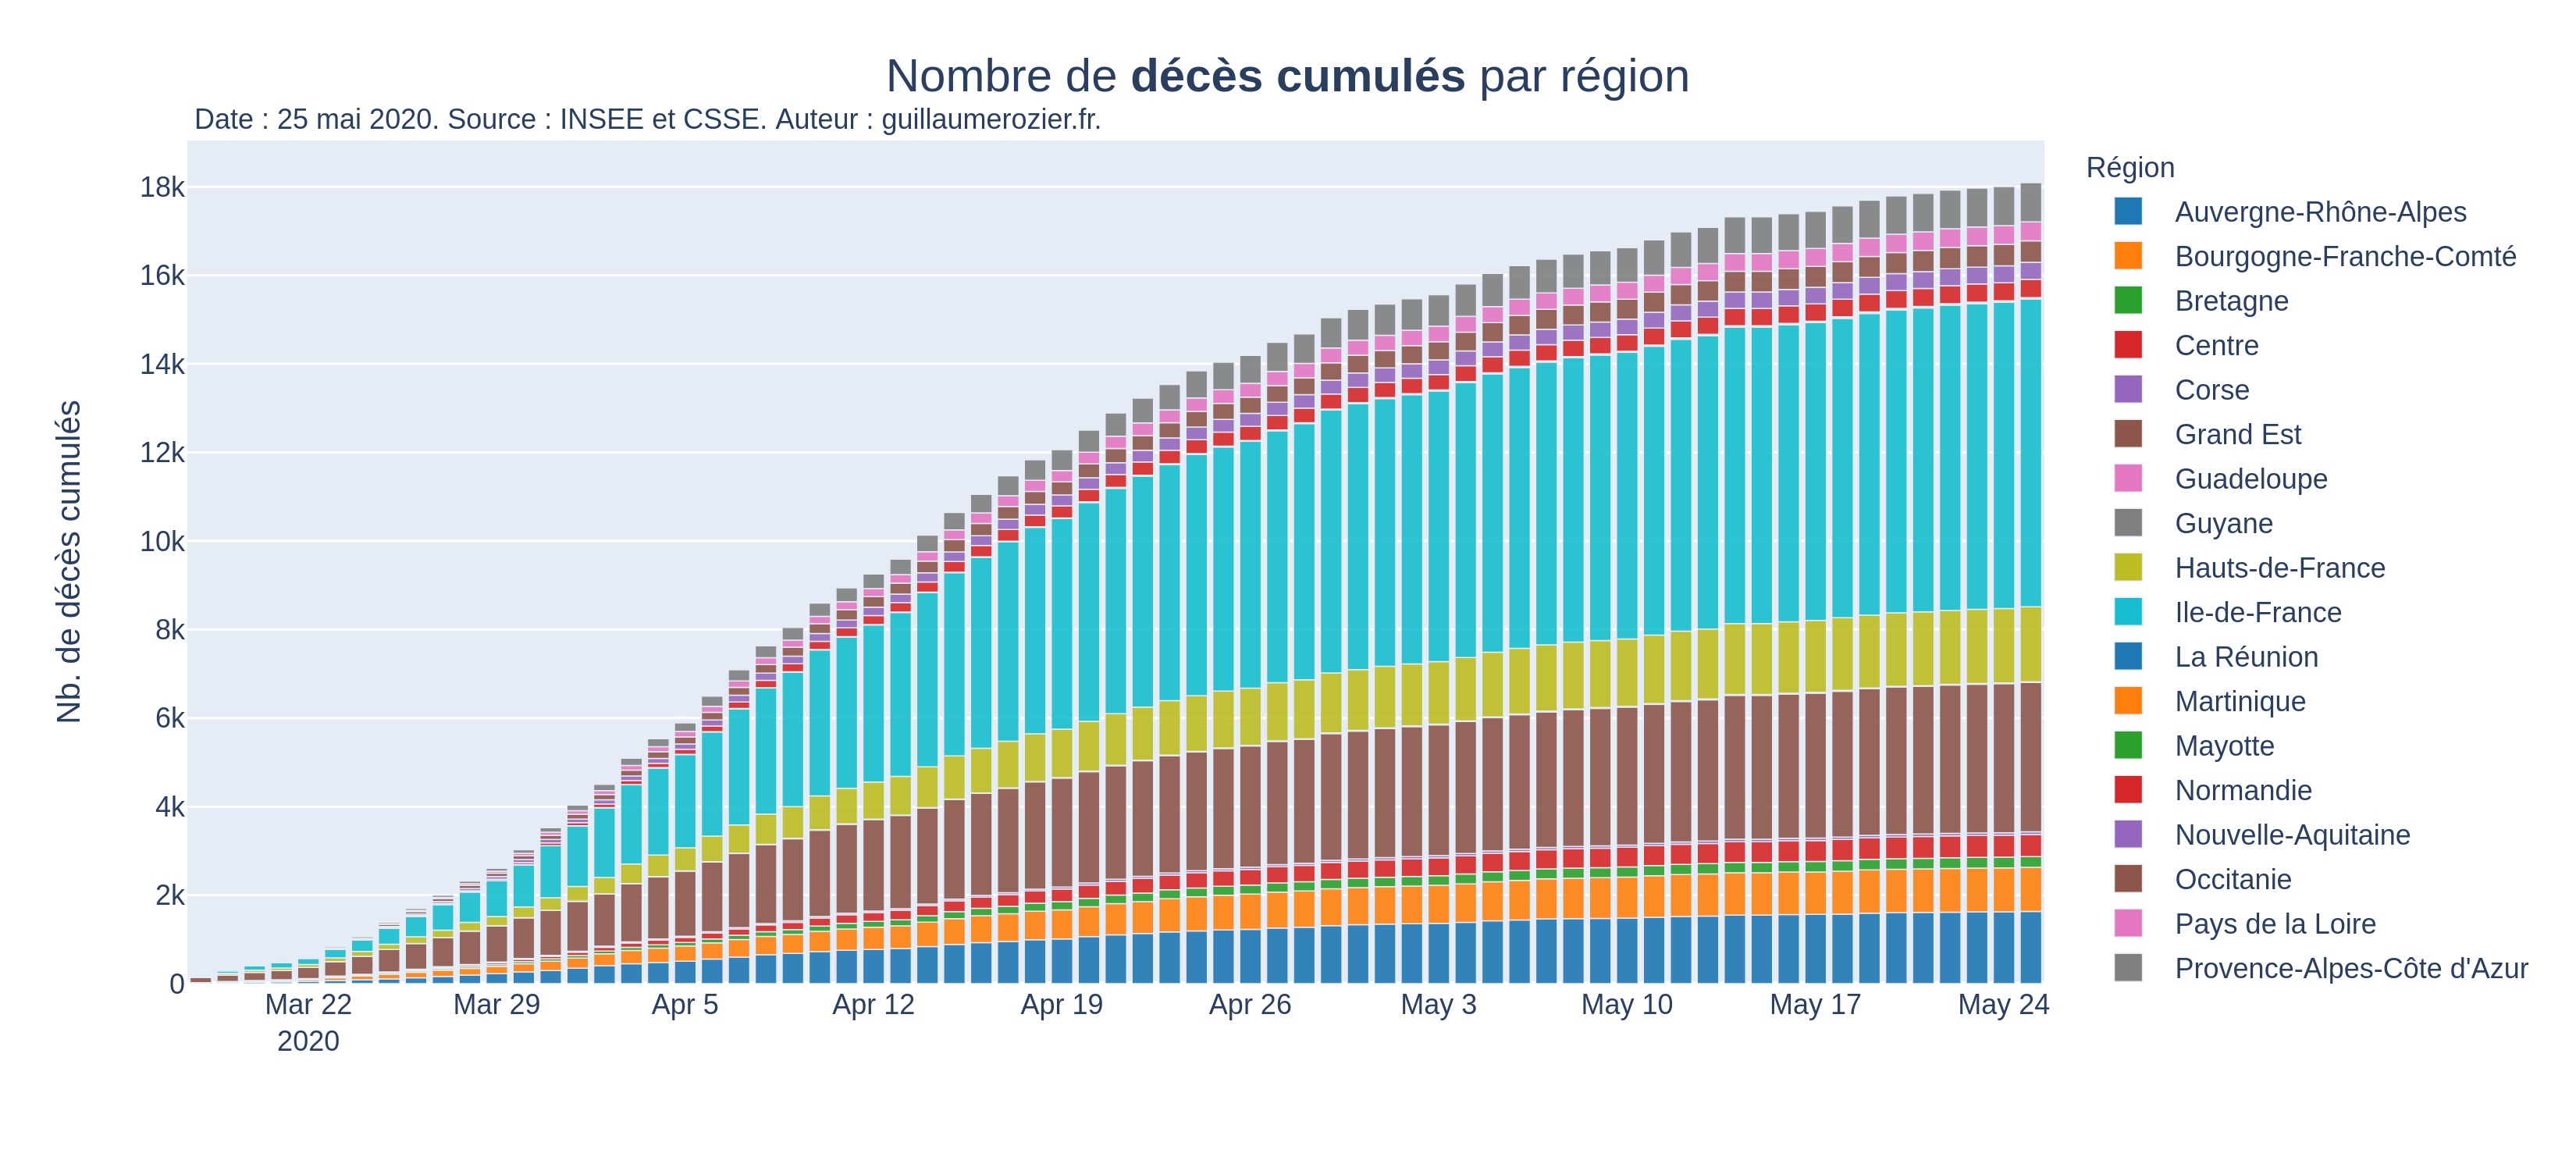 Nombre de décès cumulés par région
Date : 25 mai 2020. Source : INSEE et CSSE. Auteur : guillaumerozier.fr.
Nb. de décès cumulés
18k
16k
14k
12k
10k
8k
6k
4k
2k
0
Mar 22 Mar 29 Apr 5 Apr 12 Apr 19 Apr 26 May 3 May 10 May 17 May 24
2020
Région
Auvergne-Rhône-Alpes
Bourgogne-Franche-Comté
Bretagne
Centre
Corse
Grand Est
Guadeloupe
Guyane
Hauts-de-France
Ile-de-France
La Réunion
Martinique
Mayotte
Normandie
Nouvelle-Aquitaine
Occitanie
Pays de la Loire
Provence-Alpes-Côte d'Azur